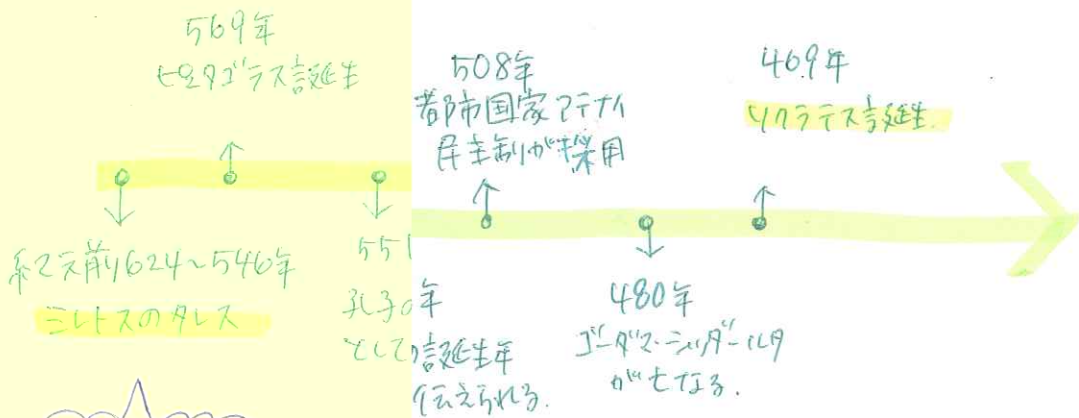 569年
ピュタゴラス誕生
508年
都市国家アテナイ
民主制が採用
469年
ソクラテス誕生.
紀元前624〜546年
ミレトスのタレス
551
孔子の年
として誕生年
伝えられる.
480年
ゴータマ・シッダールタ
が亡なる.